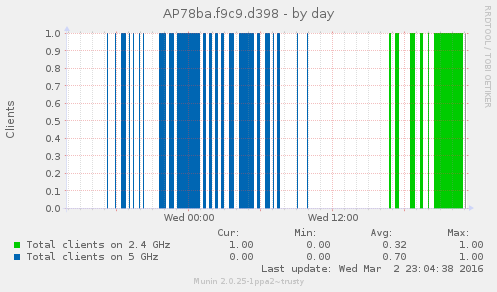 AP78ba.f9c9.d398 - by day
RRDTOOL / TOBI OETIKER
Clients
1.0
0.9
0.8
0.7
0.6
0.5
0.4
0.3
0.2
0.1
0.0
Wed 00:00 Wed 12:00
Cur: Min: Avg: Max:
Total clients on 2.4 GHz 1.00 0.00 0.32 1.00
Total clients on 5 GHz 0.00 0.00 0.70 1.00
Last update: Wed Mar 2 23:04:38 2016
Munin 2.0.25-1ppa2~trusty